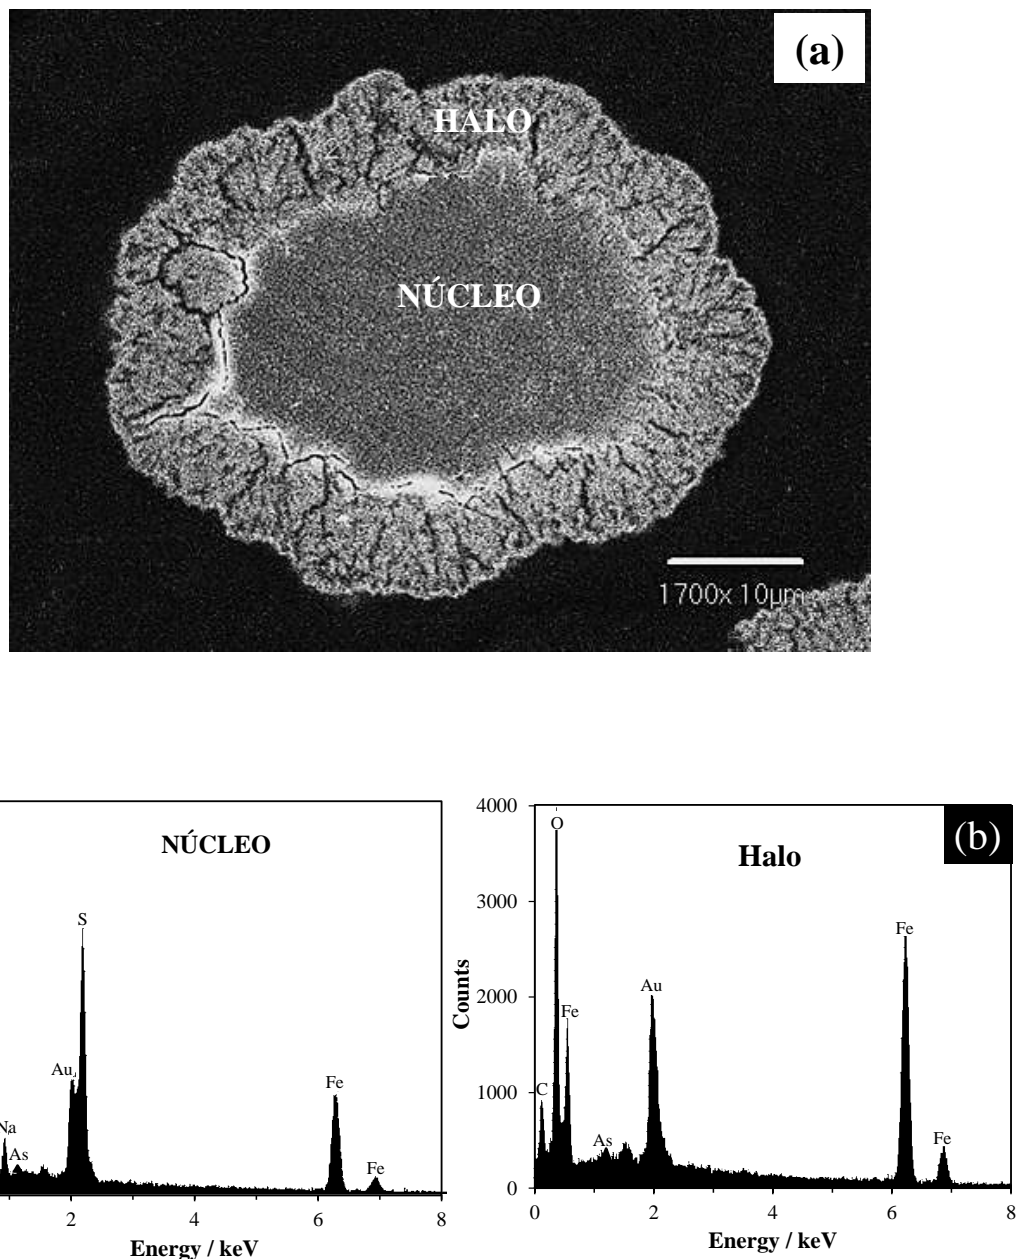 (a)
HALO
NÚCLEO
1700x 10µm
NÚCLEO
S
Au
Fe
Na
As
Fe
2
4
6
8
Energy / keV
(b)
Halo
4000
3000
2000
1000
0
Counts
O
Fe
Au
Fe
C
As
Fe
0
2
4
6
8
Energy / keV